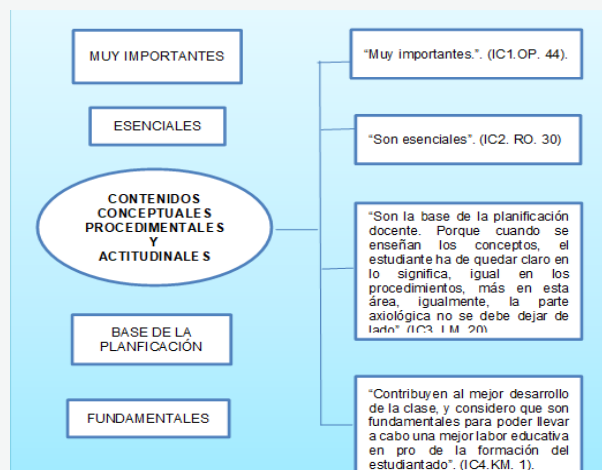 MUY IMPORTANTES
ESENCIALES
CONTENIDOS
CONCEPTUALES
PROCEDIMENTALES
Y
ACTITUDINALES
BASE DE LA
PLANFICACIÓN
FUNDAMENTALES
“Muy importantes.”. (IC1.OP. 44).
“Son esenciales”. (IC2. RO. 30)
“Son la base de la planificación
docente. Porque cuando se
enseñan los conceptos, el
estudiante ha de quedar claro en
lo significa, igual en los
procedimientos, más en esta
área, igualmente, la parte
axiológica no se debe dejar de
lado”. (IC3. LM. 20)
“Contribuyen al mejor desarrollo
de la clase, y considero que son
fundamentales para poder llevar
a cabo una mejor labor educativa
en pro de la formación del
estudiantado”. (IC4.KM. 1).